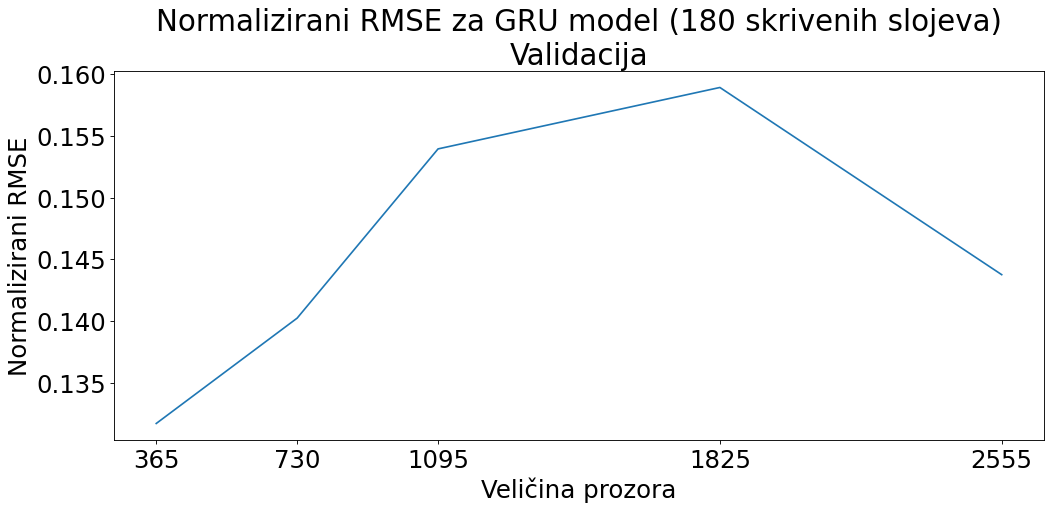 Normalizirani RMSE za GRU model (180 skrivenih slojeva)
Validacija
Normalizirani RMSE
0.160
0.155
0.150
0.145
0.140
0.135
365 730 1095 1825 2555
Veličina prozora